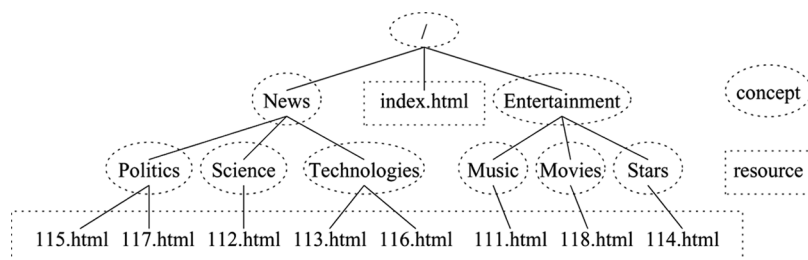 /
News index.html Entertainment concept
Politics Science Technologies Music Movies Stars resource
115.html 117.html 112.html 113.html 116.html 111.html 118.html 114.html